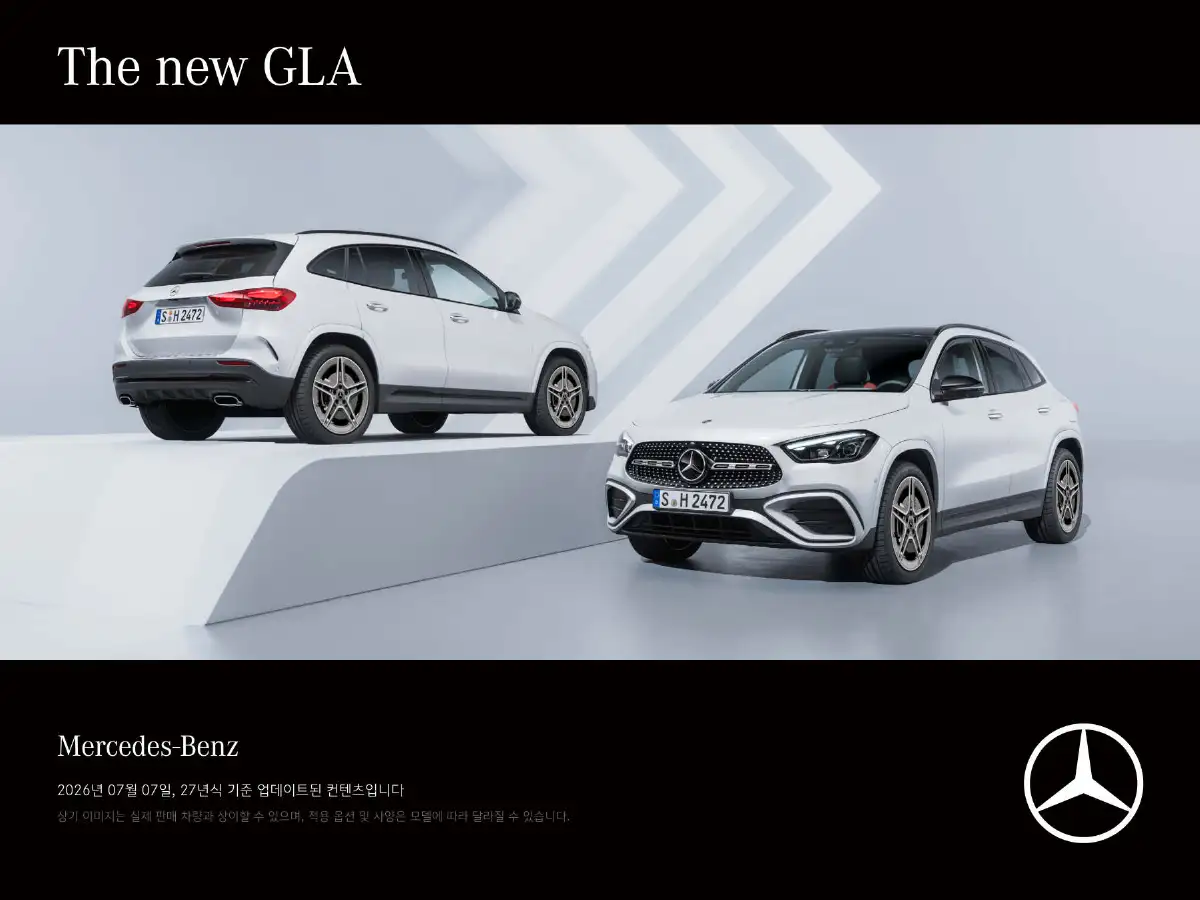 The new GLA
S H 2472
S H 2472
Mercedes-Benz
2026년 07월 07일, 27년식 기준 업데이트된 컨텐츠입니다
상기 이미지는 실제 판매 차량과 상이할 수 있으며, 적용 옵션 및 사양은 모델에 따라 달라질 수 있습니다.